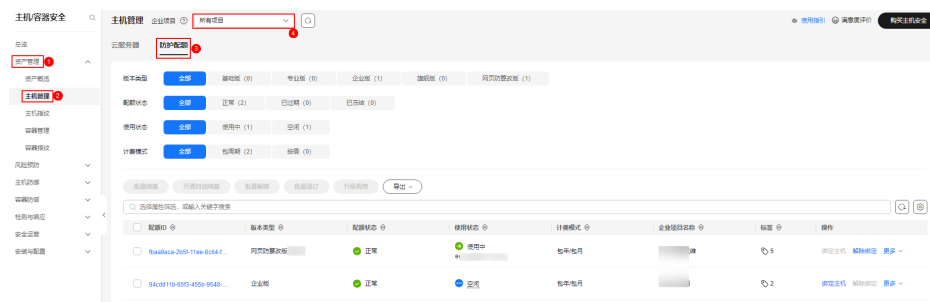 主机/容器安全
主机管理 企业项目 所有项目 4
使用指引 满意度评价 购买主机安全
总览
资产管理 1
资产概览
主机管理 2
主机指纹
容器管理
容器指纹
风险预防
主机防御
容器防御
检测与响应
安全运营
安装与配置
云服务器 防护配额 3
版本类型 全部 基础版 (0) 专业版 (0) 企业版 (1) 旗舰版 (0) 网页防篡改版 (1)
配额状态 全部 正常 (2) 已过期 (0) 已冻结 (0)
使用状态 全部 使用中 (1) 空闲 (1)
计费模式 全部 包周期 (2) 按需 (0)
批量续费 开通自动续费 批量解绑 批量退订 升级规格 导出
选择属性筛选，或输入关键字搜索
配额ID 版本类型 配额状态 使用状态 计费模式 企业项目名称 标签 操作
fbaa9aca-2b5f-11ee-8c64-f... 网页防篡改版 正常 使用中 包年/包月 5 绑定主机 解除绑定 更多
94cdd11b-65f3-455b-9548-... 企业版 正常 空闲 包年/包月 2 绑定主机 解除绑定 更多